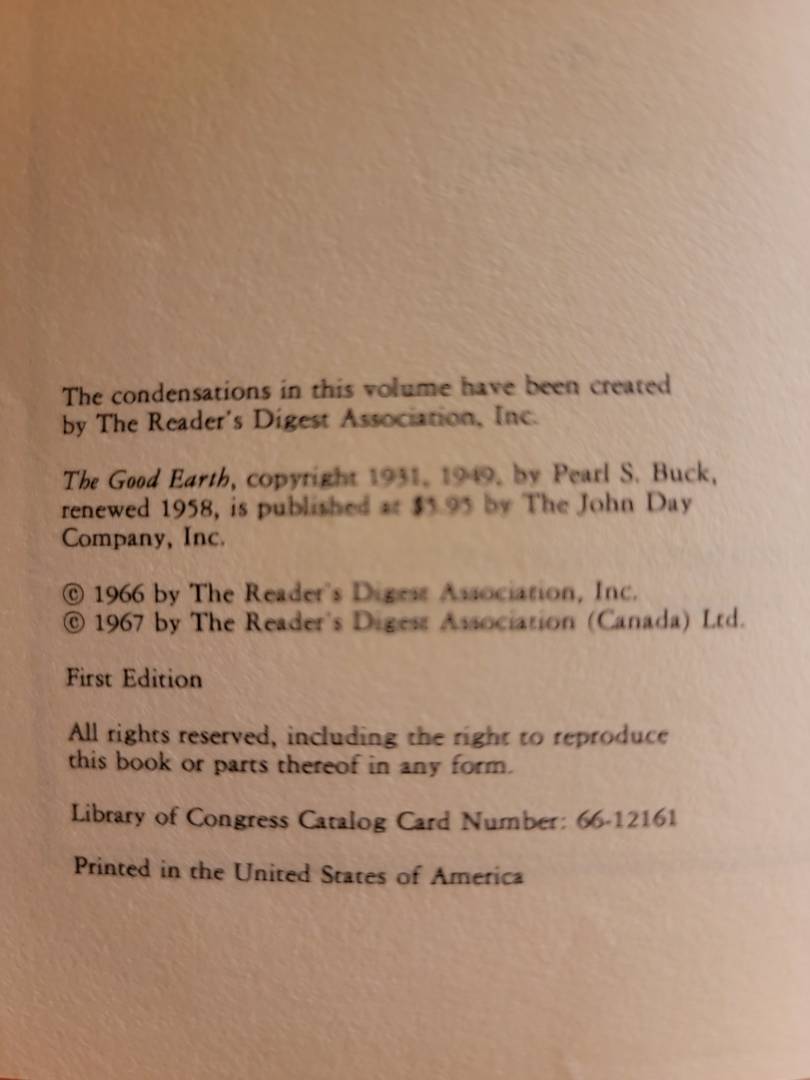 The condensations in this volume have been created
by The Reader's Digest Association, Inc.
The Good Earth, copyright 1931, 1949, by Pearl S. Buck,
renewed 1958, is published at by The John Day
Company, Inc.
© 1966 by The Reader's Digest Association, Inc.
© 1967 by The Reader's Digest Association (Canada) Ltd.
First Edition
All rights reserved, including the right to reproduce
this book or parts thereof in any form.
Library of Congress Catalog Card Number: 66-12161
Printed in the United States of America